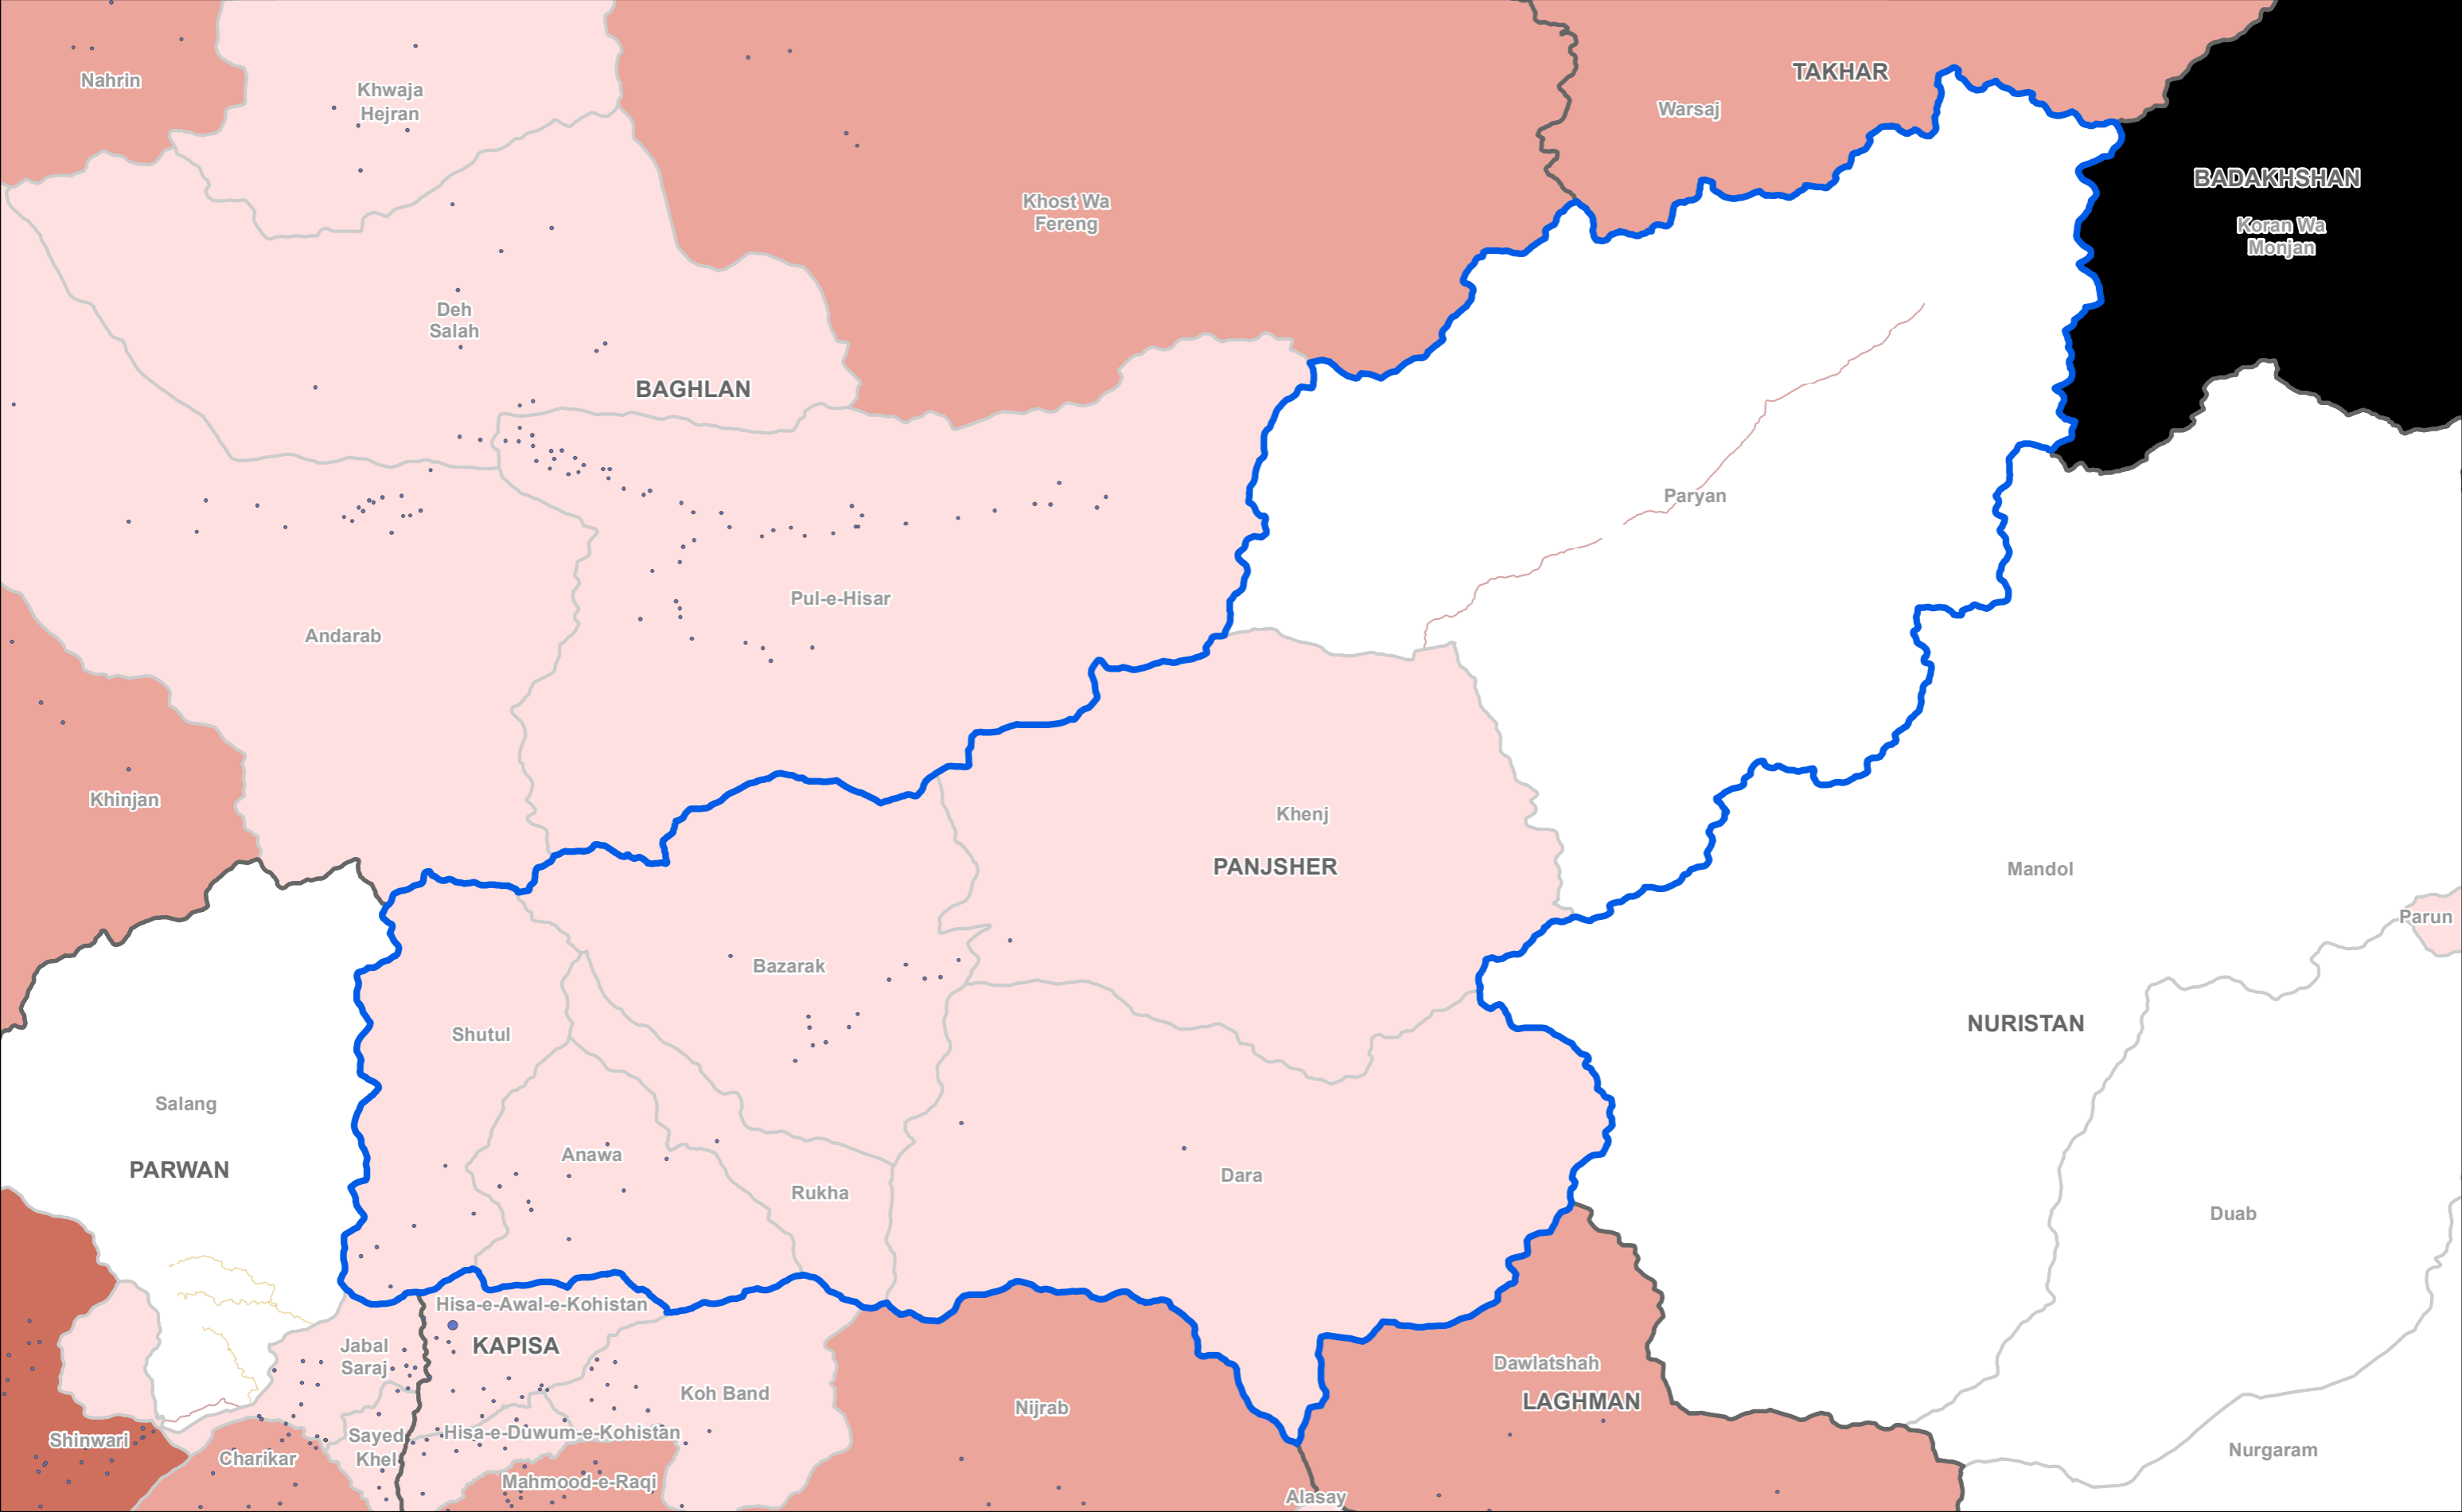 TAKHAR
Nahrin
Khwaja
Hejran
Warsaj
BADAKHSHAN
Khost Wa
Fereng
Koran Wa
Monjan
Deh
Salah
BAGHLAN
Paryan
Pul-e-Hisar
Andarab
Khinjan
Khenj
PANJSHER
Mandol
Parun
Bazarak
NURISTAN
Shutul
Salang
Anawa
PARWAN
Dara
Rukha
Duab
Hisa-e-Awal-e-Kohistan
KAPISA
Jabal
Saraj
Dawlatshah
Koh Band
LAGHMAN
Nijrab
Hisa-e-Duwum-e-Kohistan
Sayed
Khel
Shinwari
Charikar
Nurgaram
Mahmood-e-Raqi
Alasay